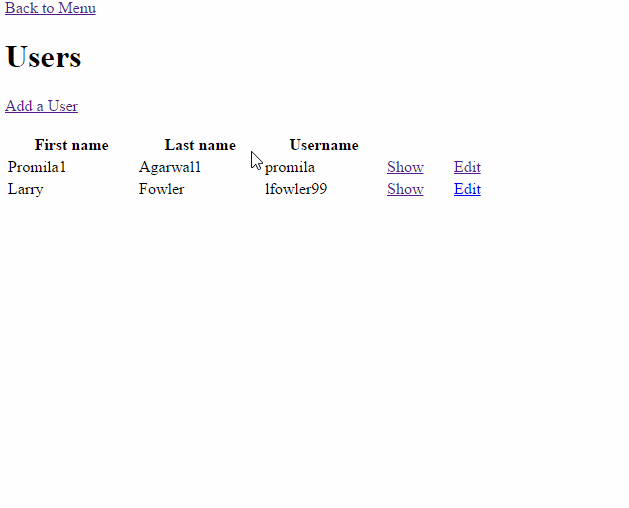 Back to Menu
Users
Add a User
First name Last name Username
Promila1 Agarwal1 promila Show Edit
Larry Fowler lfowler99 Show Edit